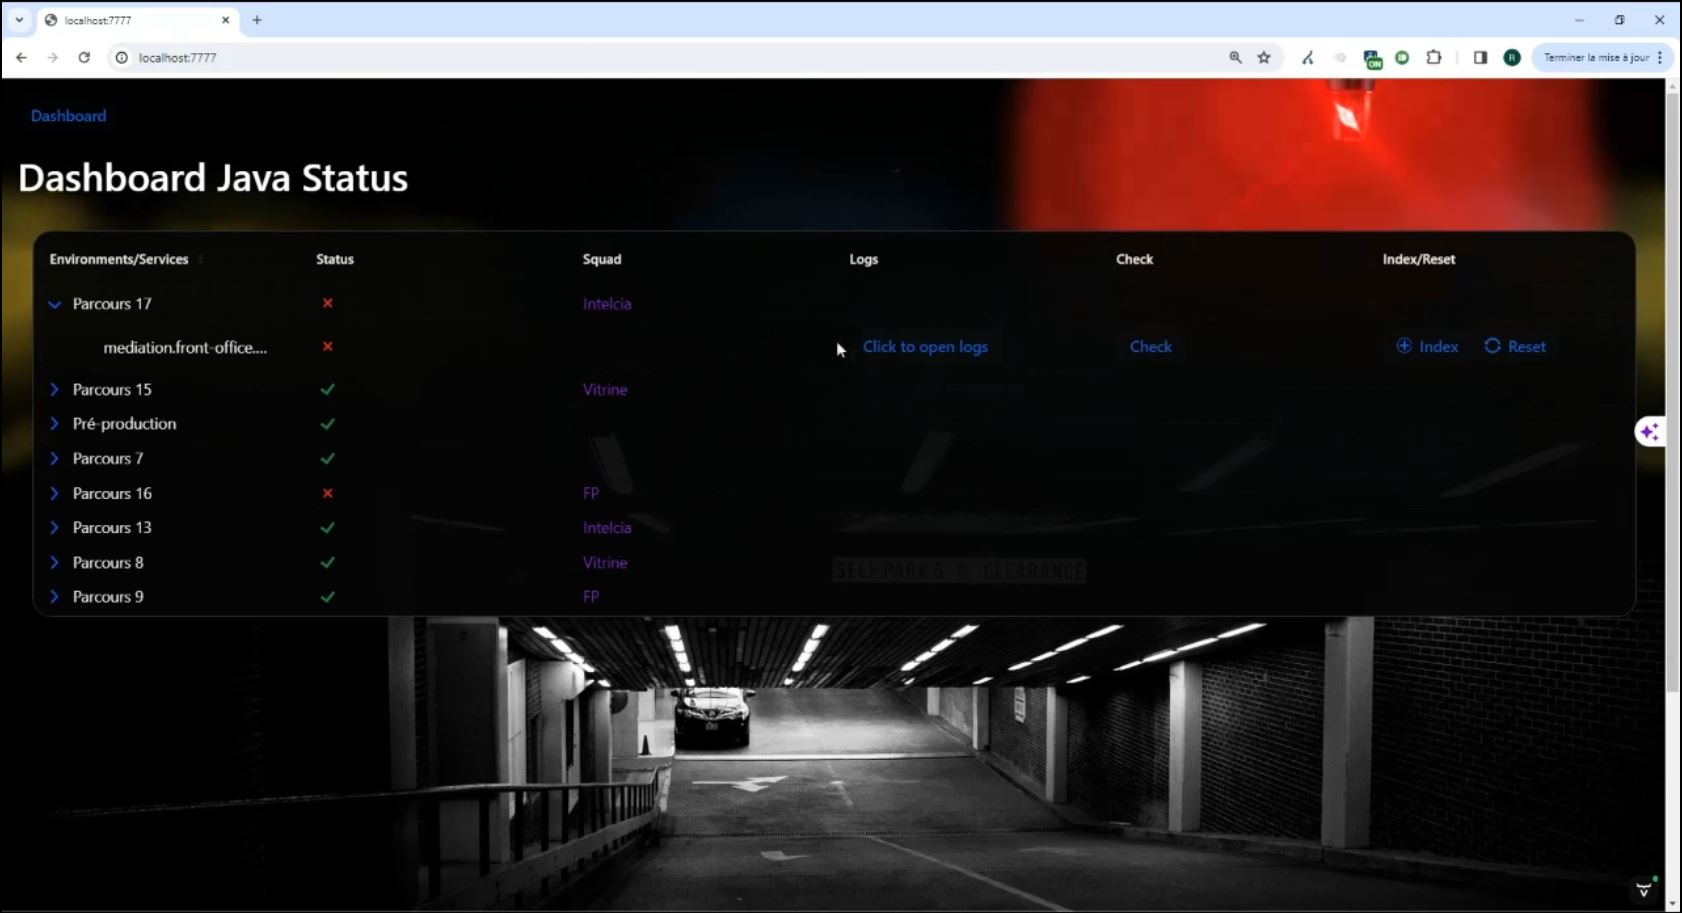 localhost:7777
localhost:7777
ON
R
Terminer la mise à jour
Dashboard
Dashboard Java Status
Environments/Services Status Squad Logs Check Index/Reset
Parcours 17 Intelcia
mediation.front-office.... Click to open logs Check Index Reset
Parcours 15 Vitrine
Pré-production
Parcours 7
Parcours 16 FP
Parcours 13 Intelcia
Parcours 8 Vitrine
SELF PARK CLEARANCE
Parcours 9 FP